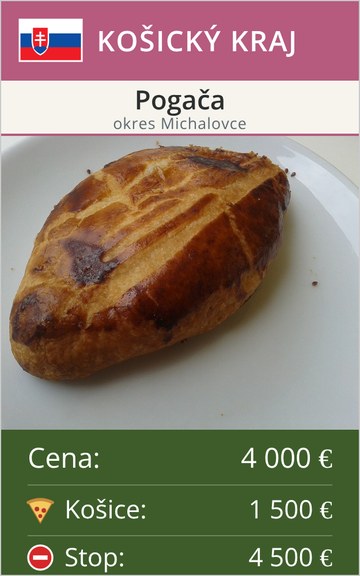 KOŠICKÝ KRAJ
Pogača
okres Michalovce
Cena: 4 000 €
Košice: 1 500 €
Stop: 4 500 €